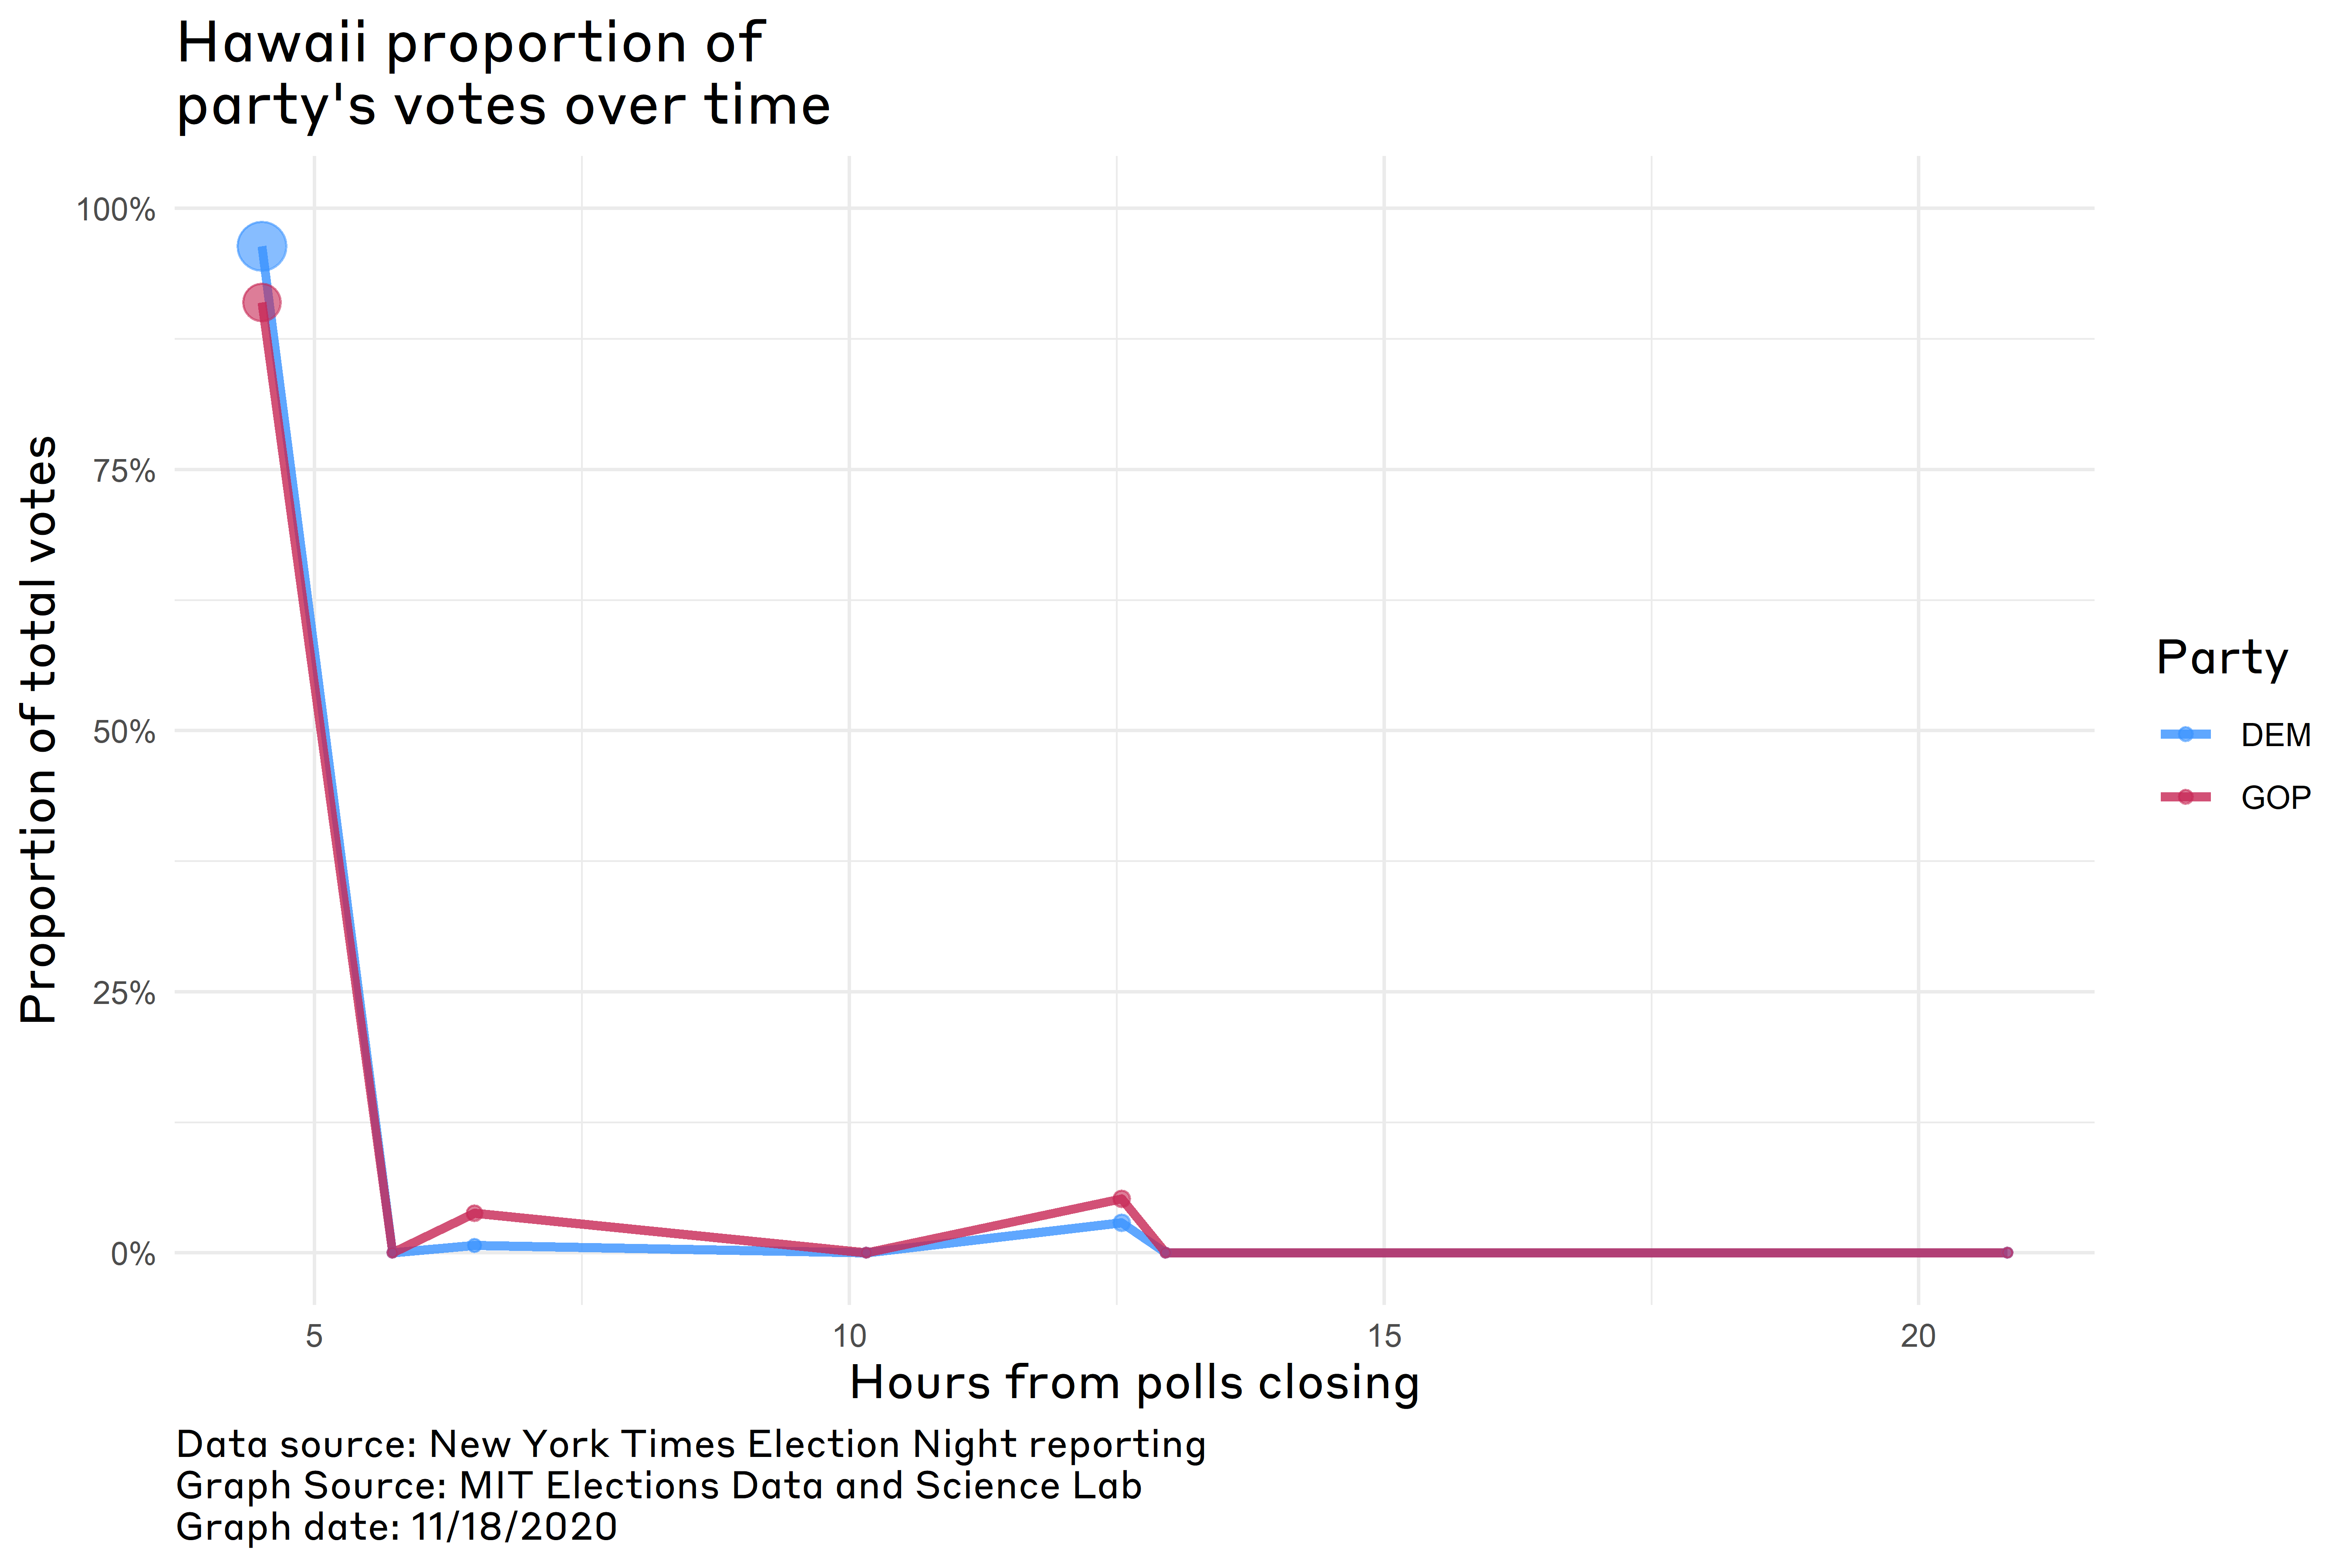 Hawaii proportion of
party's votes over time
Proportion of total votes
100%
75%
50%
25%
0%
5
10
15
20
Hours from polls closing
Party
DEM
GOP
Data source: New York Times Election Night reporting
Graph Source: MIT Elections Data and Science Lab
Graph date: 11/18/2020